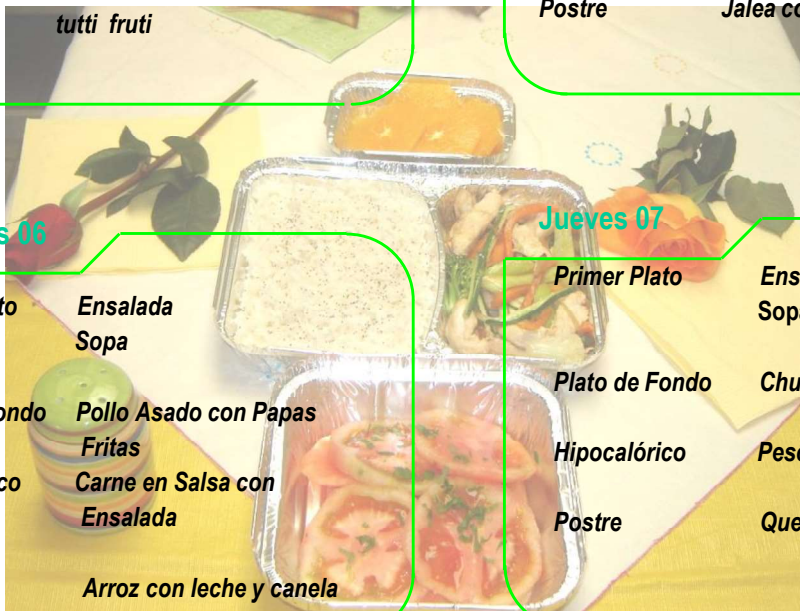 tutti fruti
Postre Jalea
06
Ensalada
Sopa
Pollo Asado con Papas
Fritas
Carne en Salsa con
Ensalada
Arroz con leche y canela
Jueves 07
Primer Plato
Plato de Fondo
Hipocalórico
Postre